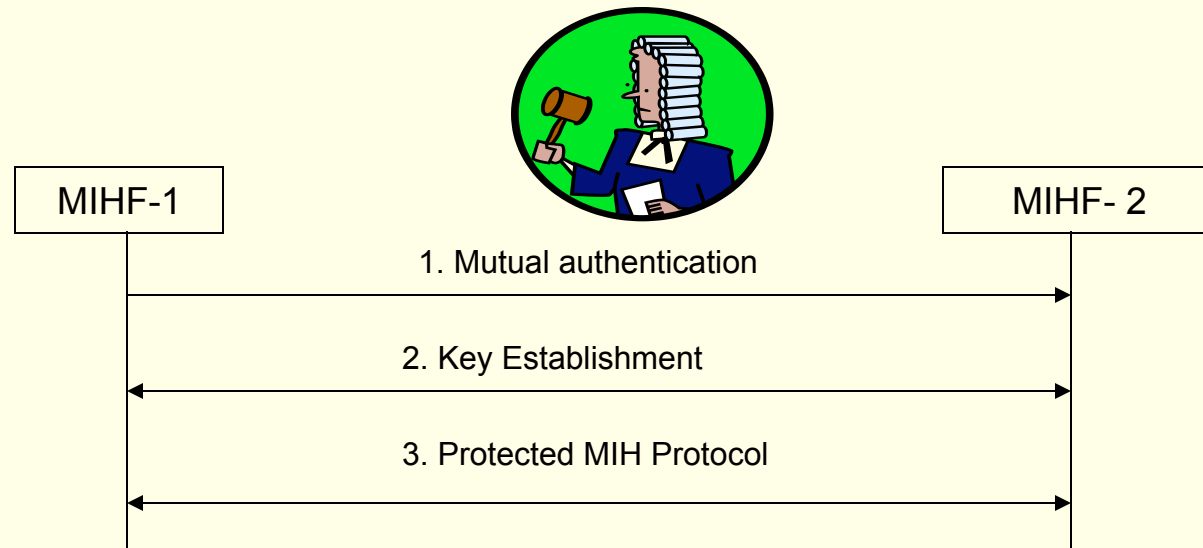 MIHF-1
MIHF- 2
1. Mutual authentication
2. Key Establishment
3. Protected MIH Protocol